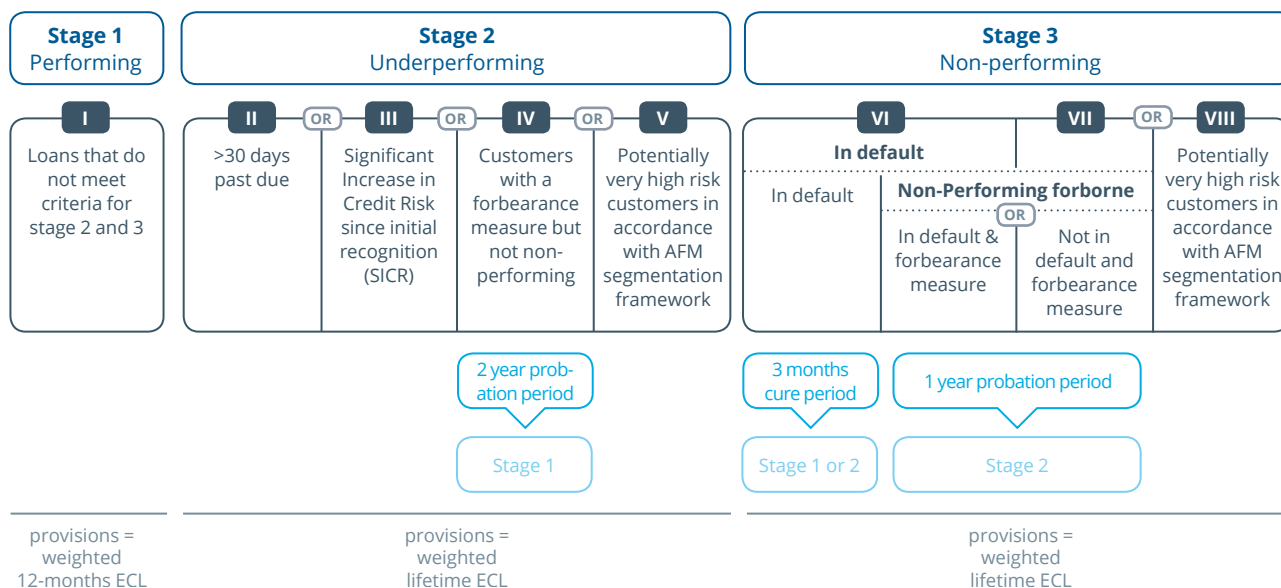 Stage 1
Performing
Stage 2
Underperforming
Stage 3
Non-performing
I
Loans that do
not meet
criteria for
stage 2 and 3
II
>30 days
past due
OR
III
Significant
Increase in
Credit Risk
since initial
recognition
(SICR)
OR
IV
Customers
with a
forbearance
measure but
not non-
performing
OR
V
Potentially
very high risk
customers in
accordance
with AFM
segmentation
framework
VI
In default
In default
Non-Performing forborne
In default &
forbearance
measure
OR
VII
Not in
default and
forbearance
measure
OR
VIII
Potentially
very high risk
customers in
accordance
with AFM
segmentation
framework
2 year prob-
ation period
Stage 1
3 months
cure period
Stage 1 or 2
1 year probation period
Stage 2
provisions =
weighted
12-months ECL
provisions =
weighted
lifetime ECL
provisions =
weighted
lifetime ECL